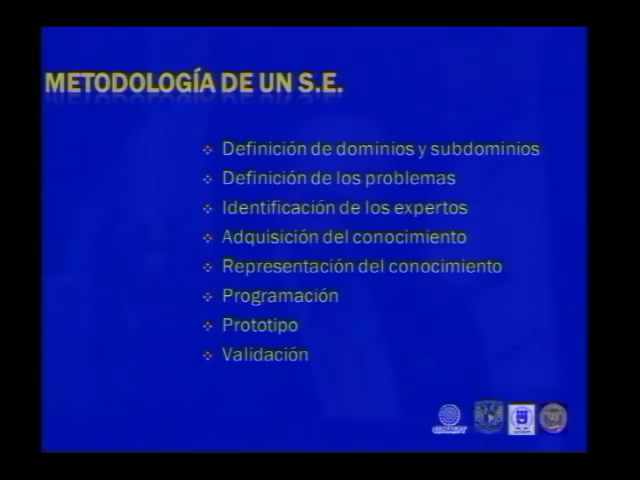 METODOLOGÍA DE UN S.E.
Definición de dominios y subdominios
Definición de los problemas
Identificación de los expertos
Adquisición del conocimiento
Representación del conocimiento
Programación
Prototipo
Validación